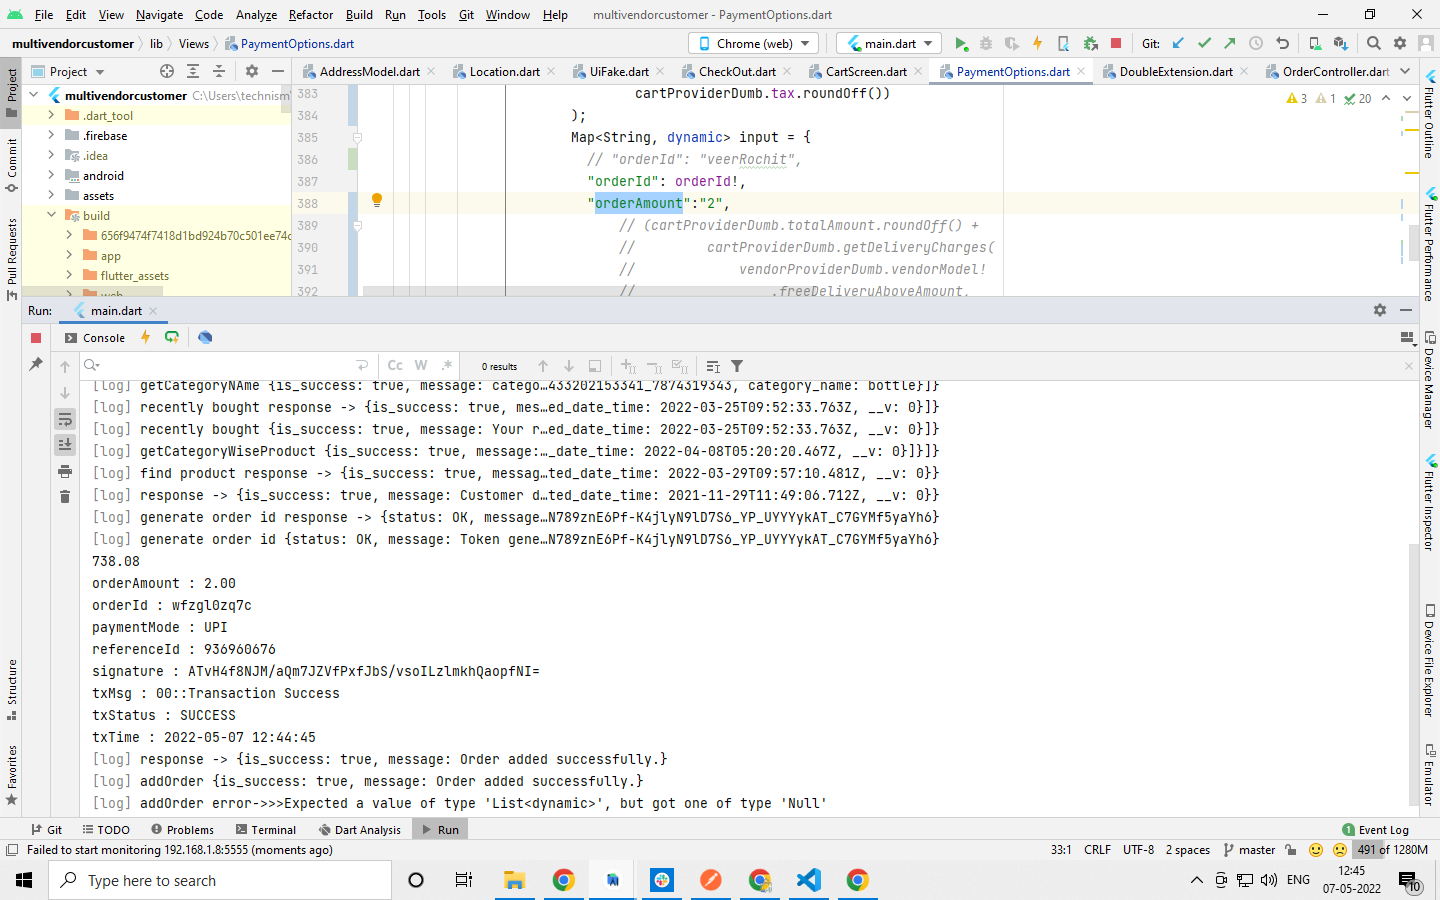 File Edit View Navigate Code Analyze Refactor Build Run Tools Git Window Help multivendorcustomer - PaymentOptions.dart
multivendorcustomer lib Views PaymentOptions.dart Chrome (web) main.dart Git:
Project AddressModel.dart Location.dart UiFake.dart CheckOut.dart CartScreen.dart PaymentOptions.dart DoubleExtension.dart OrderController.dart
multivendorcustomer C:\Users\technism
.dart_tool
.firebase
.idea
android
assets
build
656f9474f7418d1bd924b70c501ee74c
app
flutter_assets
web
383 cartProviderDumb.tax.roundOff())
384 );
385 Map<String, dynamic> input = {
386 // "orderId": "veerRochit",
387 "orderId": orderId!,
388 "orderAmount":"2",
389 // (cartProviderDumb.totalAmount.roundOff() +
390 // cartProviderDumb.getDeliveryCharges(
391 // vendorProviderDumb.vendorModel!
392 // .freeDeliveryAboveAmount,
3 1 20
Run: main.dart
Console
Cc W .* 0 results
[log] getCategoryNAme {is_success: true, message: catego…433202153341_7874319343, category_name: bottle}]}
[log] recently bought response -> {is_success: true, mes…ed_date_time: 2022-03-25T09:52:33.763Z, __v: 0}]}
[log] recently bought {is_success: true, message: Your r…ed_date_time: 2022-03-25T09:52:33.763Z, __v: 0}]}
[log] getCategoryWiseProduct {is_success: true, message:…_date_time: 2022-04-08T05:20:20.467Z, __v: 0}]}]}
[log] find product response -> {is_success: true, messag…ted_date_time: 2022-03-29T09:57:10.481Z, __v: 0}}
[log] response -> {is_success: true, message: Customer d…ted_date_time: 2021-11-29T11:49:06.712Z, __v: 0}}
[log] generate order id response -> {status: OK, message…N789znE6Pf-K4jlyN9lD7S6_YP_UYYYykAT_C7GYMf5yaYh6}
[log] generate order id {status: OK, message: Token gene…N789znE6Pf-K4jlyN9lD7S6_YP_UYYYykAT_C7GYMf5yaYh6}
738.08
orderAmount : 2.00
orderId : wfzgl0zq7c
paymentMode : UPI
referenceId : 936960676
signature : ATvH4f8NJM/aQm7JZVfPxfJbS/vsoILzlmkhQaopfNI=
txMsg : 00::Transaction Success
txStatus : SUCCESS
txTime : 2022-05-07 12:44:45
[log] response -> {is_success: true, message: Order added successfully.}
[log] addOrder {is_success: true, message: Order added successfully.}
[log] addOrder error->>>Expected a value of type 'List<dynamic>', but got one of type 'Null'
Project
Commit
Pull Requests
Structure
Favorites
Flutter Outline
Flutter Performance
Device Manager
Flutter Inspector
Device File Explorer
Emulator
Git TODO Problems Terminal Dart Analysis Run 1 Event Log
Failed to start monitoring 192.168.1.8:5555 (moments ago) 33:1 CRLF UTF-8 2 spaces master 491 of 1280M
Type here to search ENG 12:45
07-05-2022 10